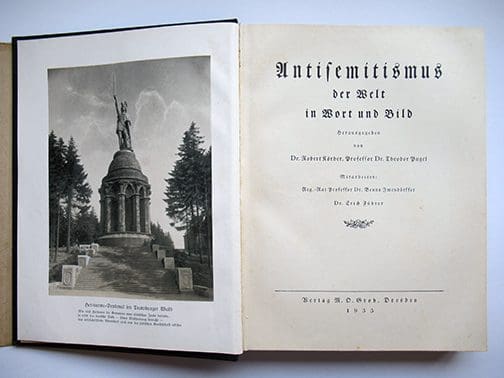 Hermanns-Denkmal im Teutoburger Wald
Antisemitismus
der Welt
in Wort und Bild
Herausgegeben
von
Dr. Robert Körber, Professor Dr. Theodor Pugel
Mitarbeiter:
Reg.-Rat Professor Dr. Benno Imendörffer
Dr. Erich Führer
Verlag M. O. Groh, Dresden
1935